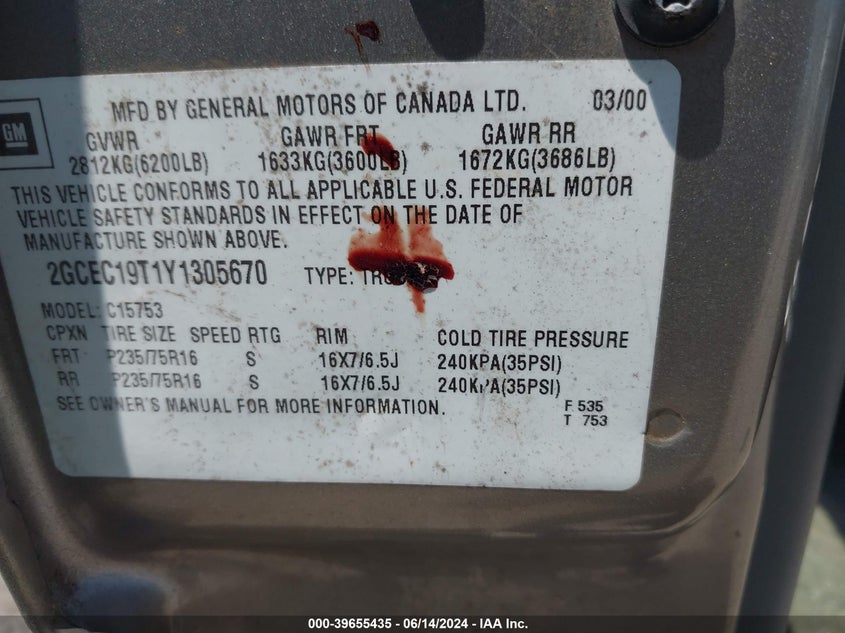 MFD BY GENERAL MOTORS OF CANADA LTD. 03/00
GM
GVWR GAWR FRT GAWR RR
2812KG(6200LB) 1633KG(3600LB) 1672KG(3686LB)
THIS VEHICLE CONFORMS TO ALL APPLICABLE U.S. FEDERAL MOTOR
VEHICLE SAFETY STANDARDS IN EFFECT ON THE DATE OF
MANUFACTURE SHOWN ABOVE.
2GCEC19T1Y1305670 TYPE:
MODEL: C15753
CPXN TIRE SIZE SPEED RTG RIM COLD TIRE PRESSURE
FRT P235/75R16 S 16X7/6.5J 240KPA(35PSI)
RR P235/75R16 S 16X7/6.5J 240KPA(35PSI)
SEE OWNER'S MANUAL FOR MORE INFORMATION.
F 535
T 753
000-39655435 - 06/14/2024 - IAA Inc.